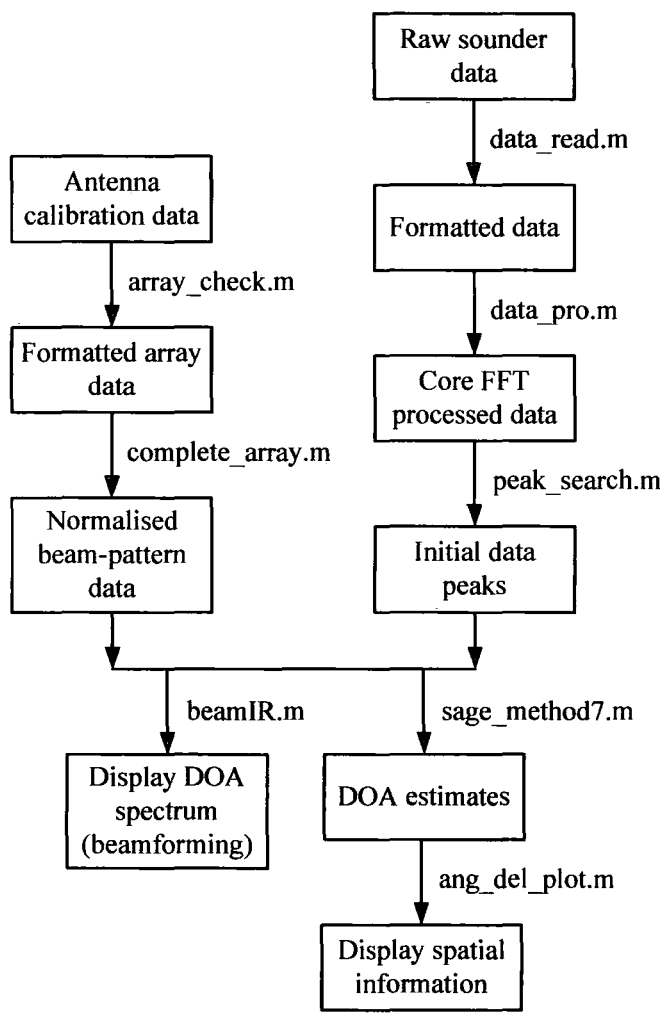 Raw sounder
data
data_read.m
Antenna
calibration data
Formatted data
array_check.m
data_pro.m
Formatted array
data
Core FFT
processed data
complete_array.m
peak_search.m
Normalised
beam-pattern
data
Initial data
peaks
beamIR.m
sage_method7.m
Display DOA
spectrum
(beamforming)
DOA estimates
ang_del_plot.m
Display spatial
information